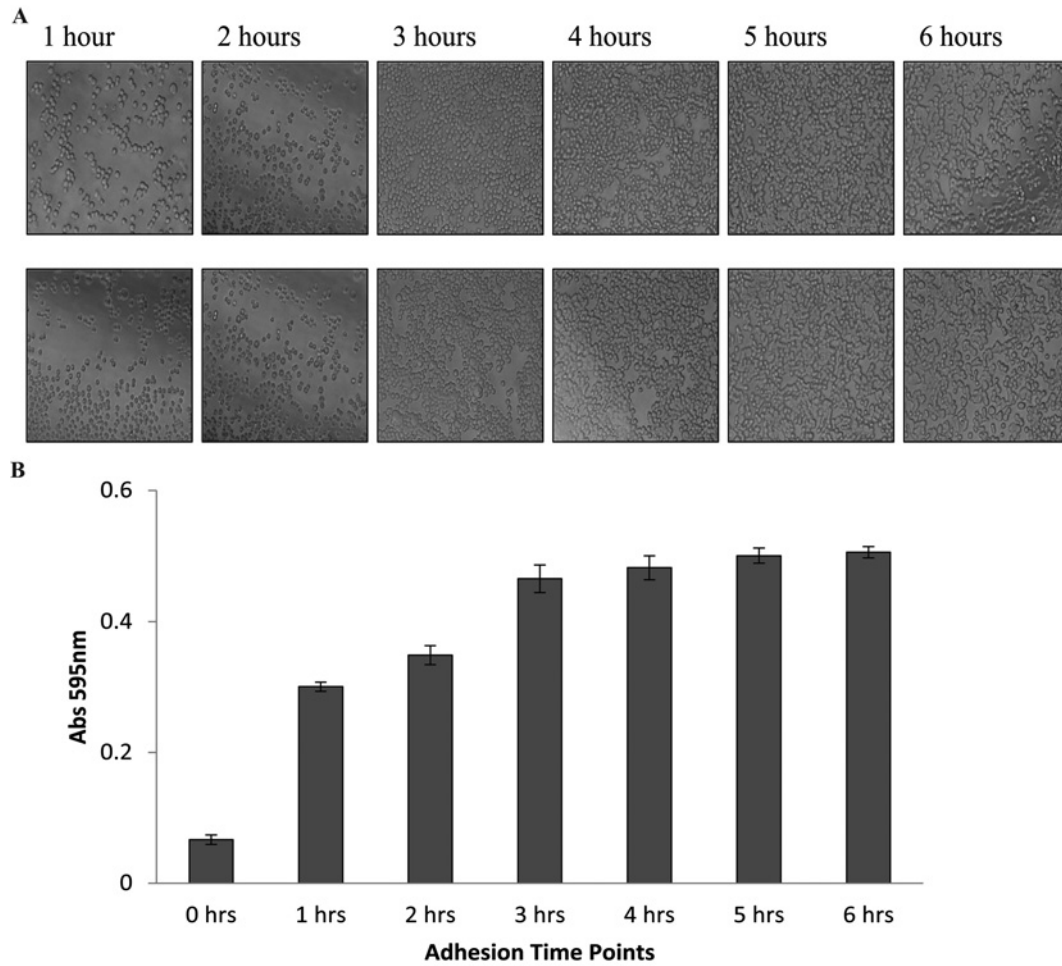 A
1 hour 2 hours 3 hours 4 hours 5 hours 6 hours
B
0.6
0.4
0.2
0
Abs 595nm
0 hrs 1 hrs 2 hrs 3 hrs 4 hrs 5 hrs 6 hrs
Adhesion Time Points